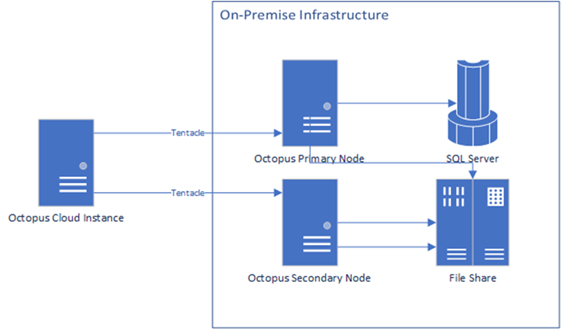 On-Premise Infrastructure
Tentacle
Octopus Primary Node
SQL Server
Tentacle
Octopus Cloud Instance
Octopus Secondary Node
File Share